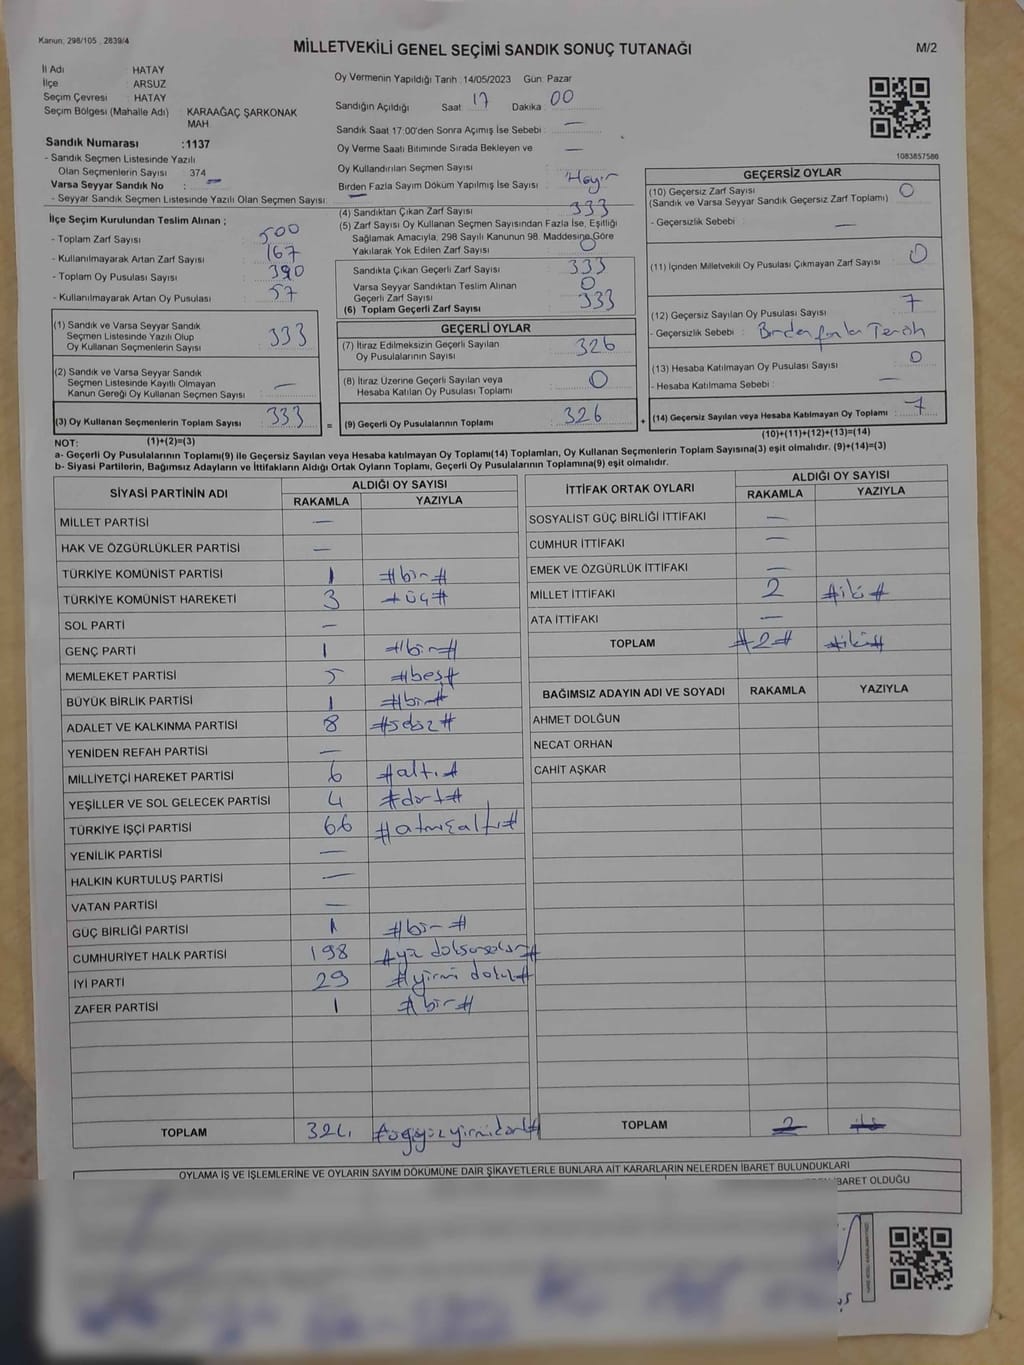 Kanun, 298/105 , 2839/4
MİLLETVEKİLİ GENEL SEÇİMİ SANDIK SONUÇ TUTANAĞI
M/2
İl Adı HATAY
İlçe ARSUZ
Seçim Çevresi HATAY
Seçim Bölgesi (Mahalle Adı) KARAAĞAÇ ŞARKONAK MAH.
Sandık Numarası :1137
- Sandık Seçmen Listesinde Yazılı
Olan Seçmenlerin Sayısı : 374
Varsa Seyyar Sandık No : —
- Seyyar Sandık Seçmen Listesinde Yazılı Olan Seçmen Sayısı: —
Oy Vermenin Yapıldığı Tarih :14/05/2023 Gün: Pazar
Sandığın Açıldığı Saat 17 Dakika 00
Sandık Saat 17:00'den Sonra Açımış İse Sebebi : —
Oy Verme Saati Bitiminde Sırada Bekleyen ve —
Oy Kullandırılan Seçmen Sayısı
Birden Fazla Sayım Döküm Yapılmış İse Sayısı : Hayır
1083857586
İlçe Seçim Kurulundan Teslim Alınan ;
- Toplam Zarf Sayısı : 500
- Kullanılmayarak Artan Zarf Sayısı : 167
- Toplam Oy Pusulası Sayısı : 390
- Kullanılmayarak Artan Oy Pusulası : 57
(4) Sandıktan Çıkan Zarf Sayısı 333
(5) Zarf Sayısı Oy Kullanan Seçmen Sayısından Fazla İse, Eşitliği
Sağlamak Amacıyla, 298 Sayılı Kanunun 98. Maddesine Göre
Yakılarak Yok Edilen Zarf Sayısı 0
Sandıkta Çıkan Geçerli Zarf Sayısı : 333
Varsa Seyyar Sandıktan Teslim Alınan
Geçerli Zarf Sayısı 0
(6) Toplam Geçerli Zarf Sayısı : 333
GEÇERSİZ OYLAR
(10) Geçersiz Zarf Sayısı 0
(Sandık ve Varsa Seyyar Sandık Geçersiz Zarf Toplamı) :
- Geçersizlik Sebebi : —
(11) İçinden Milletvekili Oy Pusulası Çıkmayan Zarf Sayısı : 0
(12) Geçersiz Sayılan Oy Pusulası Sayısı : 7
- Geçersizlik Sebebi : Birden fazla Tercih
(13) Hesaba Katılmayan Oy Pusulası Sayısı : 0
- Hesaba Katılmama Sebebi : —
(14) Geçersiz Sayılan veya Hesaba Katılmayan Oy Toplamı : 7
(10)+(11)+(12)+(13)=(14)
(1) Sandık ve Varsa Seyyar Sandık
Seçmen Listesinde Yazılı Olup
Oy Kullanan Seçmenlerin Sayısı : 333
(2) Sandık ve Varsa Seyyar Sandık
Seçmen Listesinde Kayıtlı Olmayan
Kanun Gereği Oy Kullanan Seçmen Sayısı : —
(3) Oy Kullanan Seçmenlerin Toplam Sayısı : 333
(1)+(2)=(3)
=
GEÇERLİ OYLAR
(7) İtiraz Edilmeksizin Geçerli Sayılan
Oy Pusulalarının Sayısı : 326
(8) İtiraz Üzerine Geçerli Sayılan veya
Hesaba Katılan Oy Pusulası Toplamı : 0
(9) Geçerli Oy Pusulalarının Toplamı : 326
+
NOT:
a- Geçerli Oy Pusulalarının Toplamı(9) İle Geçersiz Sayılan veya Hesaba katılmayan Oy Toplamı(14) Toplamları, Oy Kullanan Seçmenlerin Toplam Sayısına(3) eşit olmalıdır. (9)+(14)=(3)
b- Siyasi Partilerin, Bağımsız Adayların ve İttifakların Aldığı Ortak Oyların Toplamı, Geçerli Oy Pusulalarının Toplamına(9) eşit olmalıdır.
SİYASİ PARTİNİN ADI ALDIĞI OY SAYISI
RAKAMLA YAZIYLA
MİLLET PARTİSİ —
HAK VE ÖZGÜRLÜKLER PARTİSİ —
TÜRKİYE KOMÜNİST PARTİSİ 1 #bir#
TÜRKİYE KOMÜNİST HAREKETİ 3 #üç#
SOL PARTİ —
GENÇ PARTİ 1 #bir#
MEMLEKET PARTİSİ 5 #beş#
BÜYÜK BİRLİK PARTİSİ 1 #bir#
ADALET VE KALKINMA PARTİSİ 8 #sekiz#
YENİDEN REFAH PARTİSİ —
MİLLİYETÇİ HAREKET PARTİSİ 6 #altı#
YEŞİLLER VE SOL GELECEK PARTİSİ 4 #dört#
TÜRKİYE İŞÇİ PARTİSİ 66 #atmışaltı#
YENİLİK PARTİSİ —
HALKIN KURTULUŞ PARTİSİ —
VATAN PARTİSİ —
GÜÇ BİRLİĞİ PARTİSİ 1 #bir#
CUMHURİYET HALK PARTİSİ 198 #yüz doksansekiz#
İYİ PARTİ 29 #yirmi dokuz#
ZAFER PARTİSİ 1 #bir#
TOPLAM 324 #üçyüzyirmidört#
İTTİFAK ORTAK OYLARI ALDIĞI OY SAYISI
RAKAMLA YAZIYLA
SOSYALİST GÜÇ BİRLİĞİ İTTİFAKI —
CUMHUR İTTİFAKI —
EMEK VE ÖZGÜRLÜK İTTİFAKI —
MİLLET İTTİFAKI 2 #iki#
ATA İTTİFAKI —
TOPLAM #2# #iki#
BAĞIMSIZ ADAYIN ADI VE SOYADI RAKAMLA YAZIYLA
AHMET DOLĞUN
NECAT ORHAN
CAHİT AŞKAR
TOPLAM 2 iki
OYLAMA İŞ VE İŞLEMLERİNE VE OYLARIN SAYIM DÖKÜMÜNE DAİR ŞİKAYETLERLE BUNLARA AİT KARARLARIN NELERDEN İBARET BULUNDUKLARI
BARET OLDUĞU